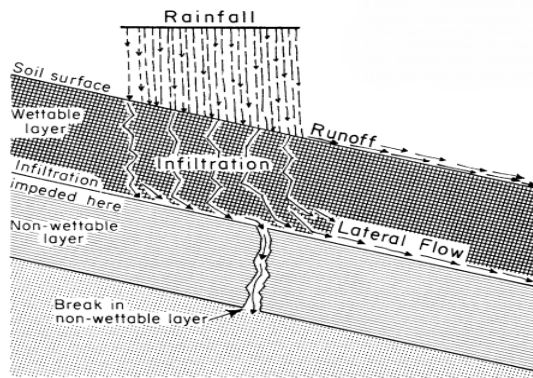 Rainfall
Soil surface
Wettable
layer
Runoff
Infiltration
Infiltration
impeded here
Non-wettable
layer
Lateral Flow
Break in
non-wettable layer